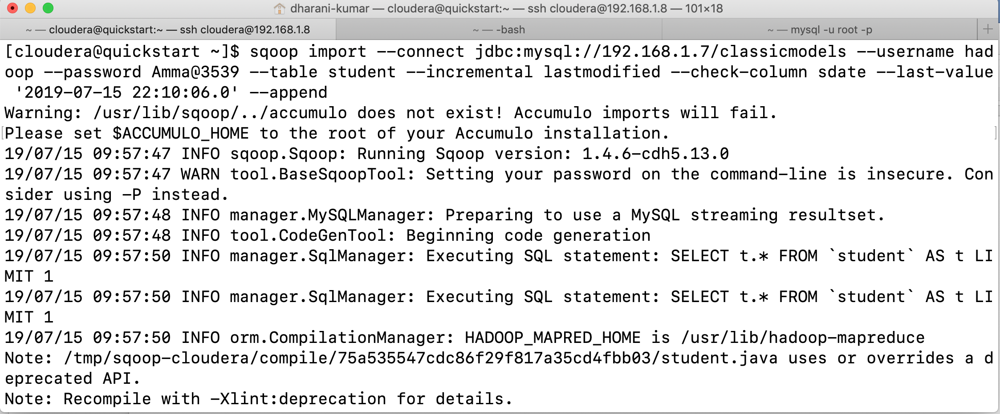 dharani-kumar — cloudera@quickstart:~ — ssh cloudera@192.168.1.8 — 101×18
~ — cloudera@quickstart:~ — ssh cloudera@192.168.1.8
~ — -bash
~ — mysql -u root -p
[cloudera@quickstart ~]$ sqoop import --connect jdbc:mysql://192.168.1.7/classicmodels --username had
oop --password Amma@3539 --table student --incremental lastmodified --check-column sdate --last-value
 '2019-07-15 22:10:06.0' --append
Warning: /usr/lib/sqoop/../accumulo does not exist! Accumulo imports will fail.
Please set $ACCUMULO_HOME to the root of your Accumulo installation.
19/07/15 09:57:47 INFO sqoop.Sqoop: Running Sqoop version: 1.4.6-cdh5.13.0
19/07/15 09:57:47 WARN tool.BaseSqoopTool: Setting your password on the command-line is insecure. Con
sider using -P instead.
19/07/15 09:57:48 INFO manager.MySQLManager: Preparing to use a MySQL streaming resultset.
19/07/15 09:57:48 INFO tool.CodeGenTool: Beginning code generation
19/07/15 09:57:50 INFO manager.SqlManager: Executing SQL statement: SELECT t.* FROM `student` AS t LI
MIT 1
19/07/15 09:57:50 INFO manager.SqlManager: Executing SQL statement: SELECT t.* FROM `student` AS t LI
MIT 1
19/07/15 09:57:50 INFO orm.CompilationManager: HADOOP_MAPRED_HOME is /usr/lib/hadoop-mapreduce
Note: /tmp/sqoop-cloudera/compile/75a535547cdc86f29f817a35cd4fbb03/student.java uses or overrides a d
eprecated API.
Note: Recompile with -Xlint:deprecation for details.